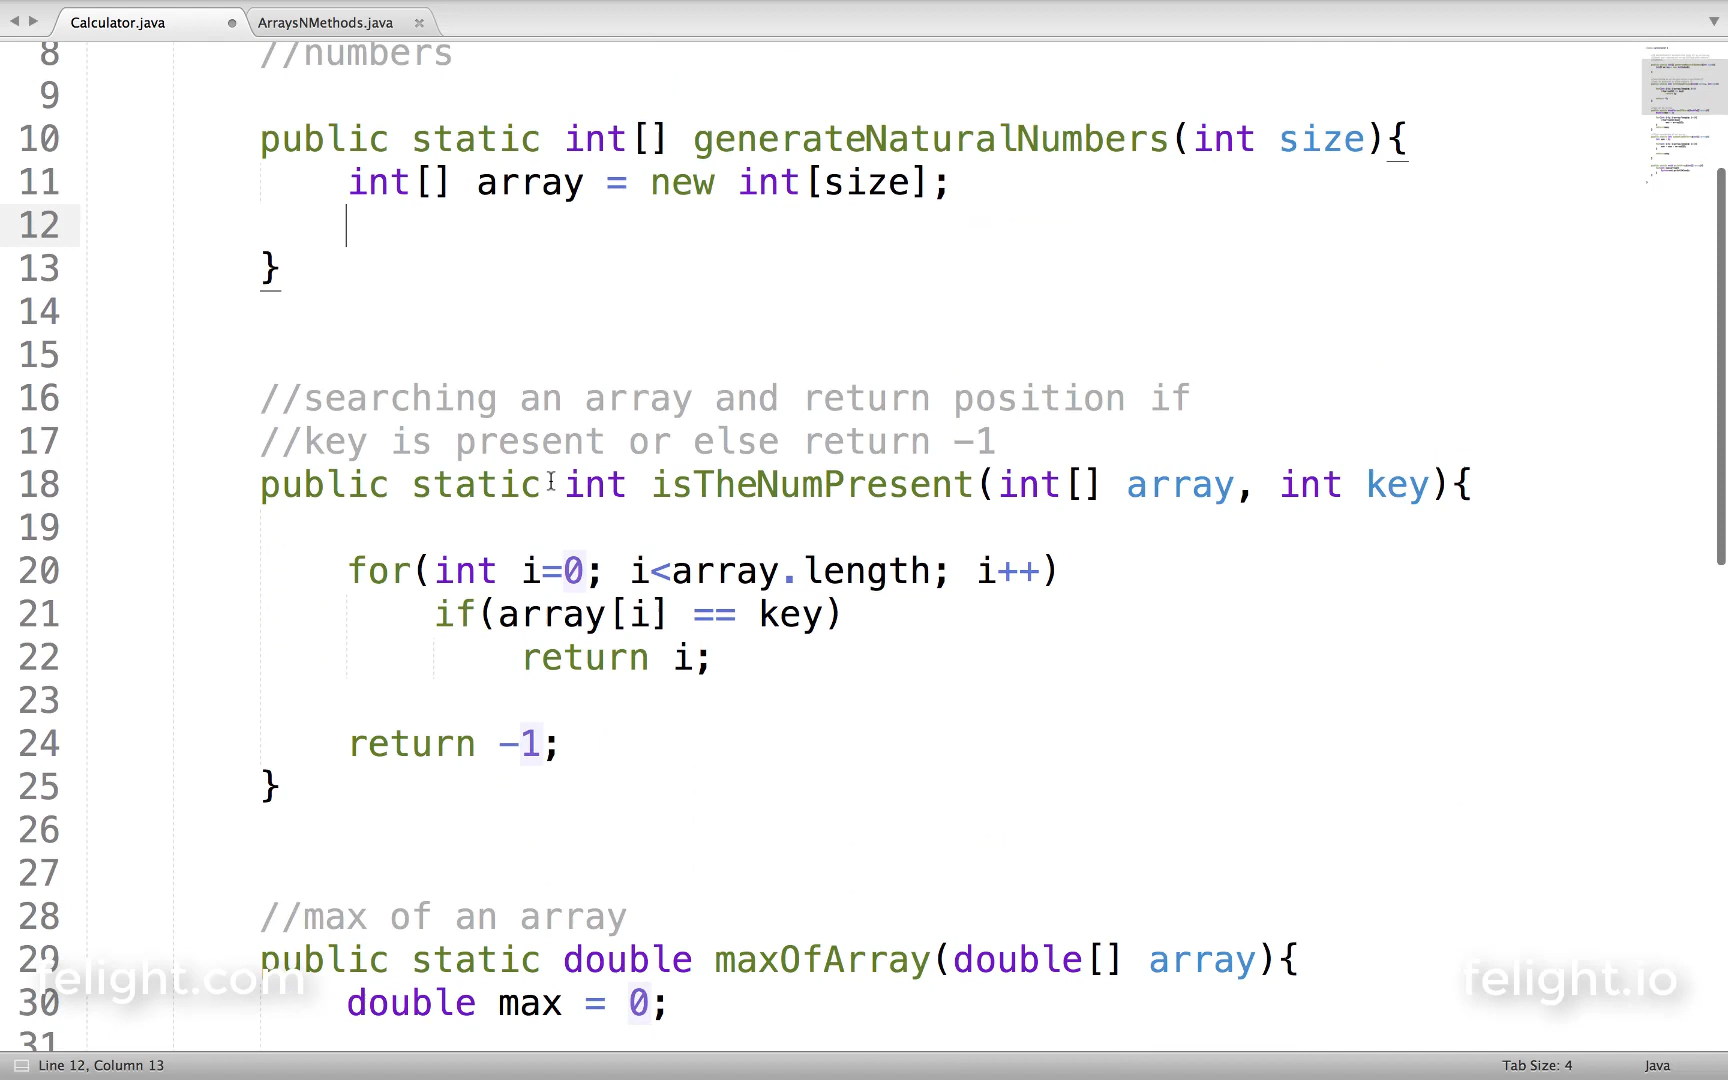 Calculator.java
ArraysNMethods.java
8 //numbers
9
10 public static int[] generateNaturalNumbers(int size){
11 int[] array = new int[size];
12
13 }
14
15
16 //searching an array and return position if
17 //key is present or else return -1
18 public static int isTheNumPresent(int[] array, int key){
19
20 for(int i=0; i<array.length; i++)
21 if(array[i] == key)
22 return i;
23
24 return -1;
25 }
26
27
28 //max of an array
29 public static double maxOfArray(double[] array){
30 double max = 0;
31
felight.com
felight.io
Line 12, Column 13
Tab Size: 4
Java